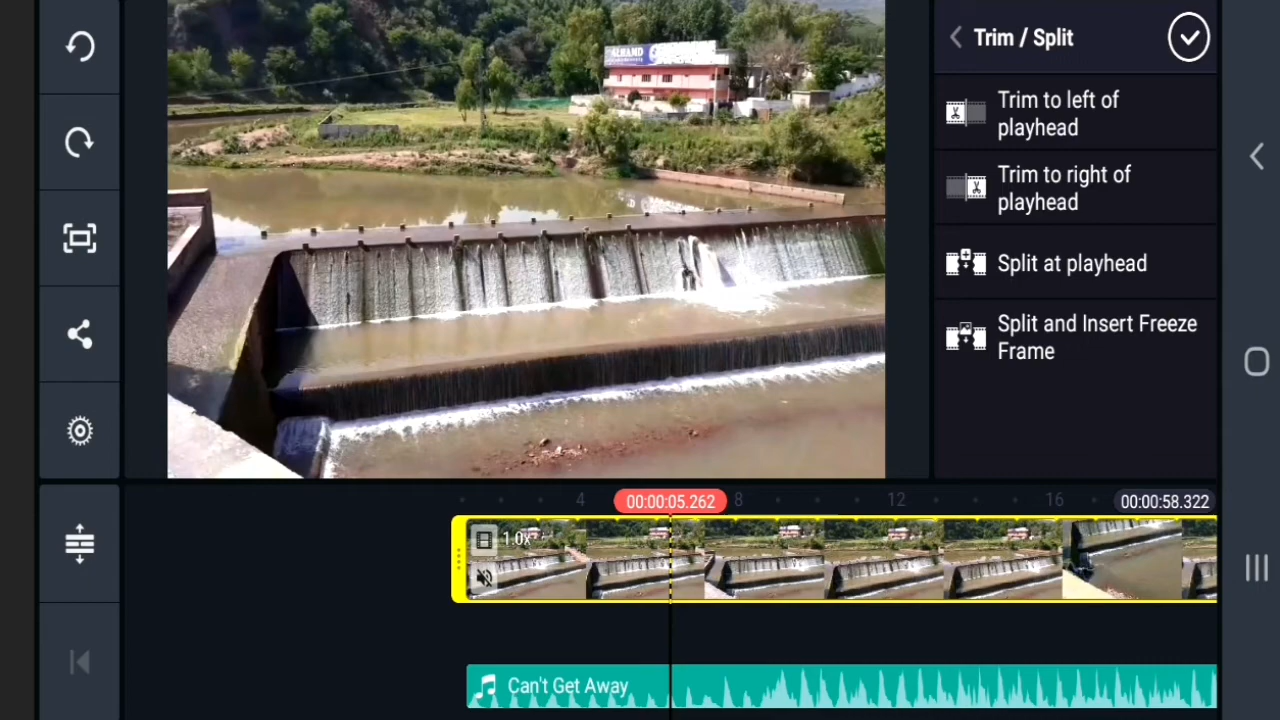 Trim / Split
Trim to left of
playhead
Trim to right of
playhead
Split at playhead
Split and Insert Freeze
Frame
4
00:00:05.262
8
12
16
00:00:58.322
1.0x
Can't Get Away